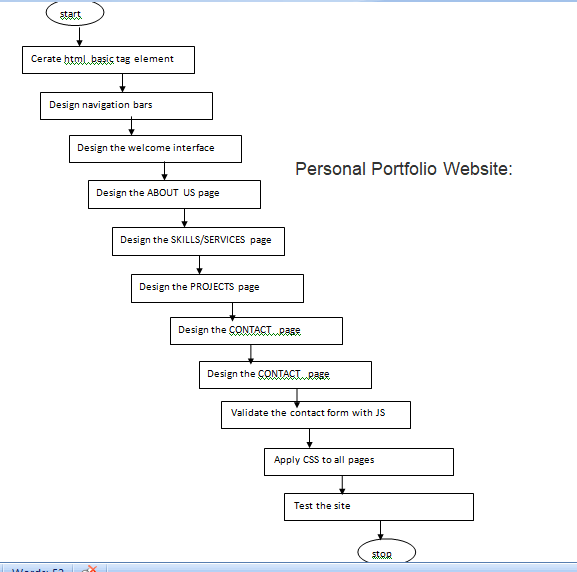 start
Cerate html basic tag element
Design navigation bars
Design the welcome interface
Personal Portfolio Website:
Design the ABOUT US page
Design the SKILLS/SERVICES page
Design the PROJECTS page
Design the CONTACT page
Design the CONTACT page
Validate the contact form with JS
Apply CSS to all pages
Test the site
stop